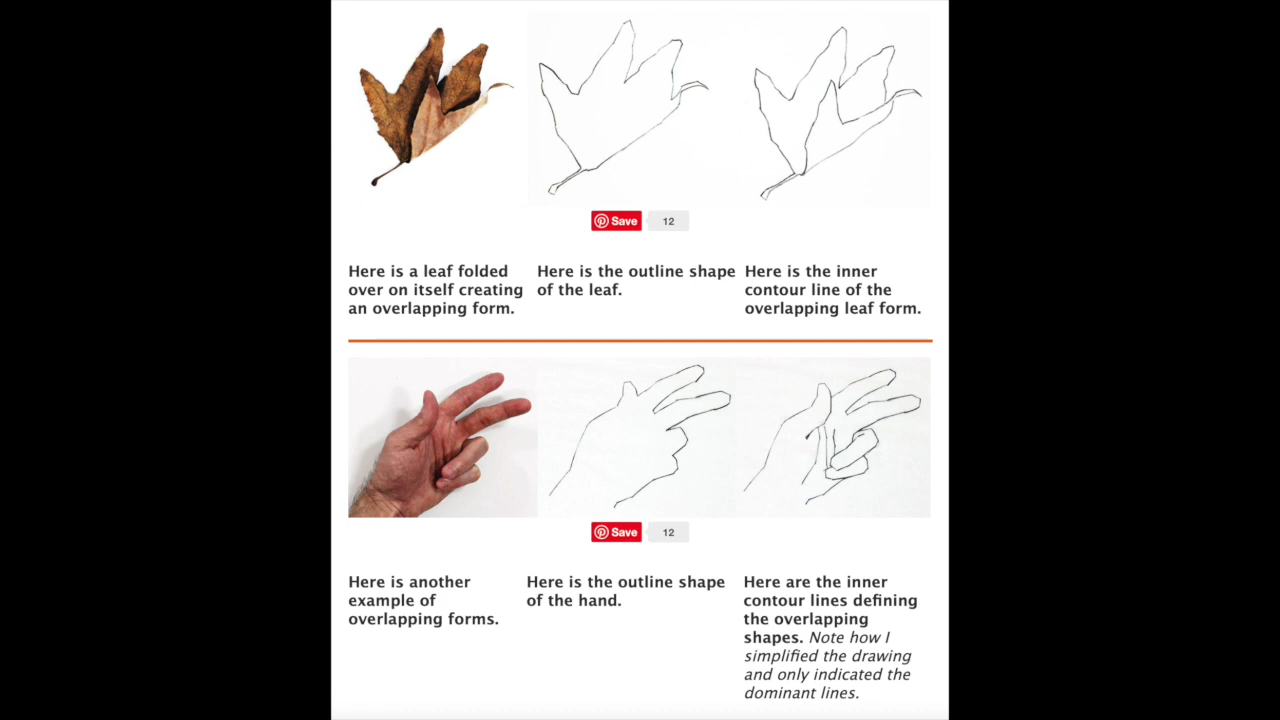 Save 12
Here is a leaf folded
over on itself creating
an overlapping form.
Here is the outline shape
of the leaf.
Here is the inner
contour line of the
overlapping leaf form.
Save 12
Here is another
example of
overlapping forms.
Here is the outline shape
of the hand.
Here are the inner
contour lines defining
the overlapping
shapes. Note how I
simplified the drawing
and only indicated the
dominant lines.